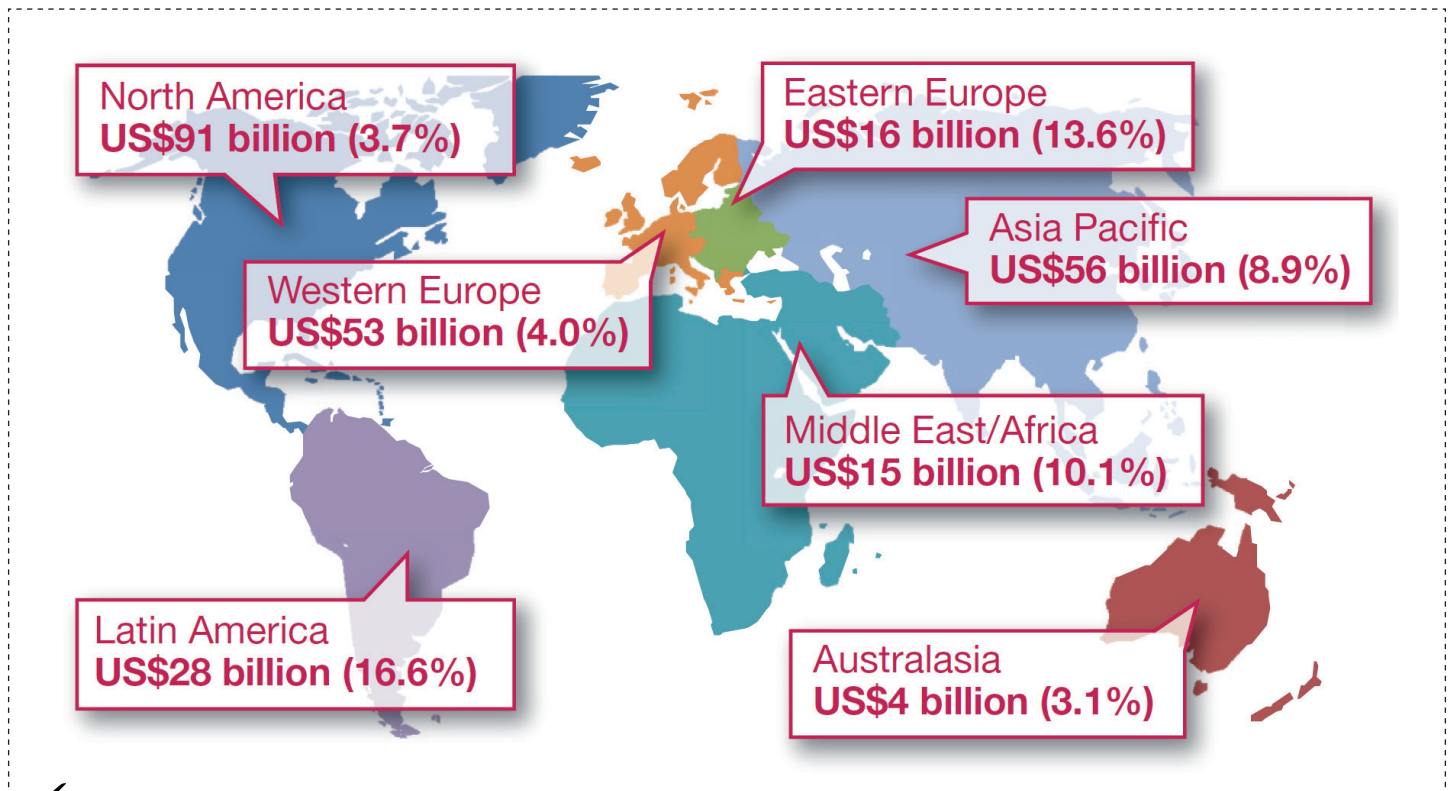 North America
US$91 billion (3.7%)
Eastern Europe
US$16 billion (13.6%)
Asia Pacific
US$56 billion (8.9%)
Western Europe
US$53 billion (4.0%)
Middle East/Africa
US$15 billion (10.1%)
Latin America
US$28 billion (16.6%)
Australasia
US$4 billion (3.1%)